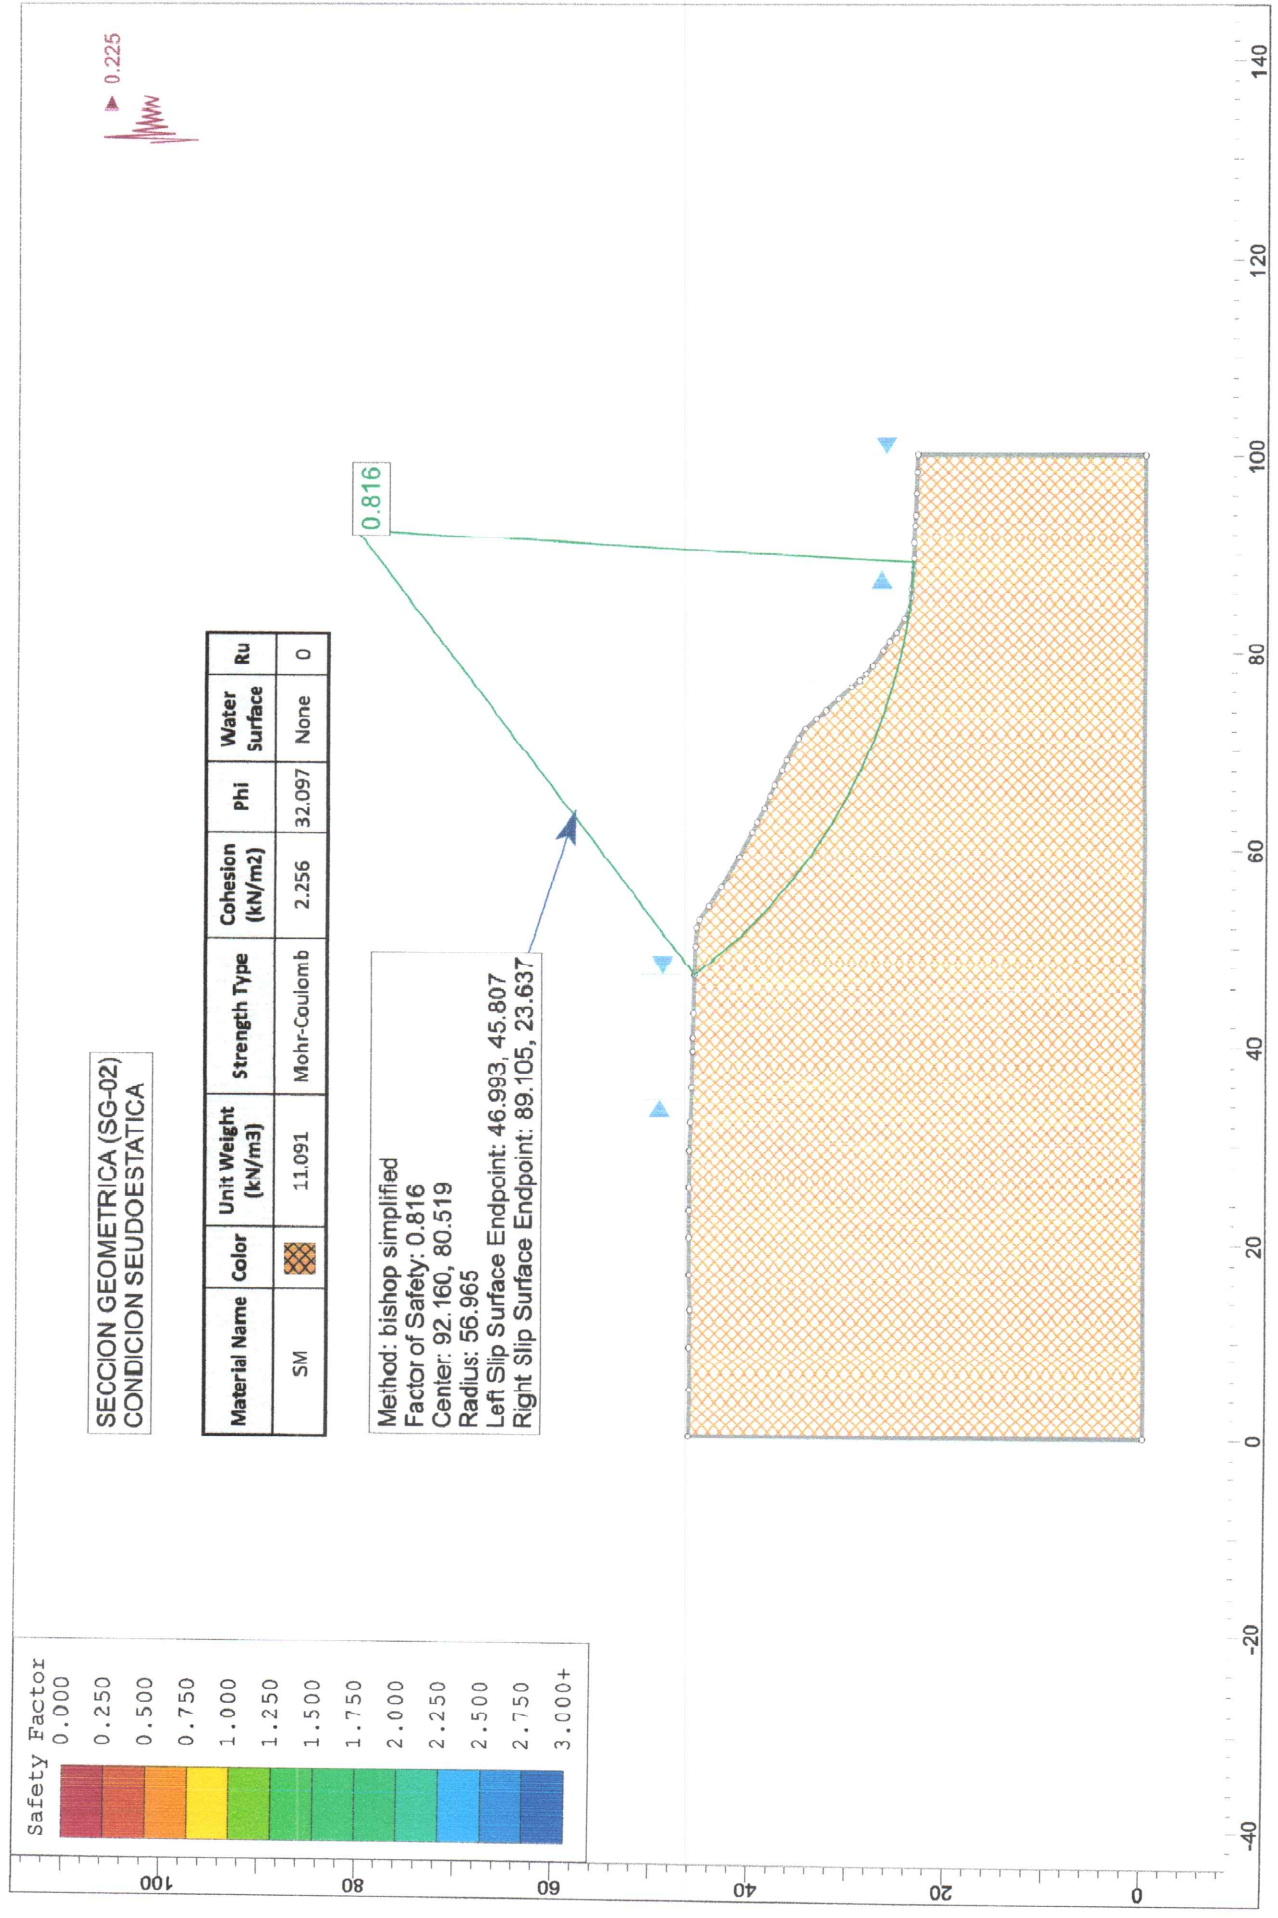 Safety Factor
0.000
0.250
0.500
0.750
1.000
1.250
1.500
1.750
2.000
2.250
2.500
2.750
3.000+
SECCION GEOMETRICA (SG-02)
CONDICION SEUDOESTATICA
Material Name Color Unit Weight (kN/m3) Strength Type Cohesion (kN/m2) Phi Water Surface Ru
SM 11.091 Mohr-Coulomb 2.256 32.097 None 0
Method: bishop simplified
Factor of Safety: 0.816
Center: 92.160, 80.519
Radius: 56.965
Left Slip Surface Endpoint: 46.993, 45.807
Right Slip Surface Endpoint: 89.105, 23.637
0.816
0.225
100
80
60
40
20
0
-40 -20 0 20 40 60 80 100 120 140